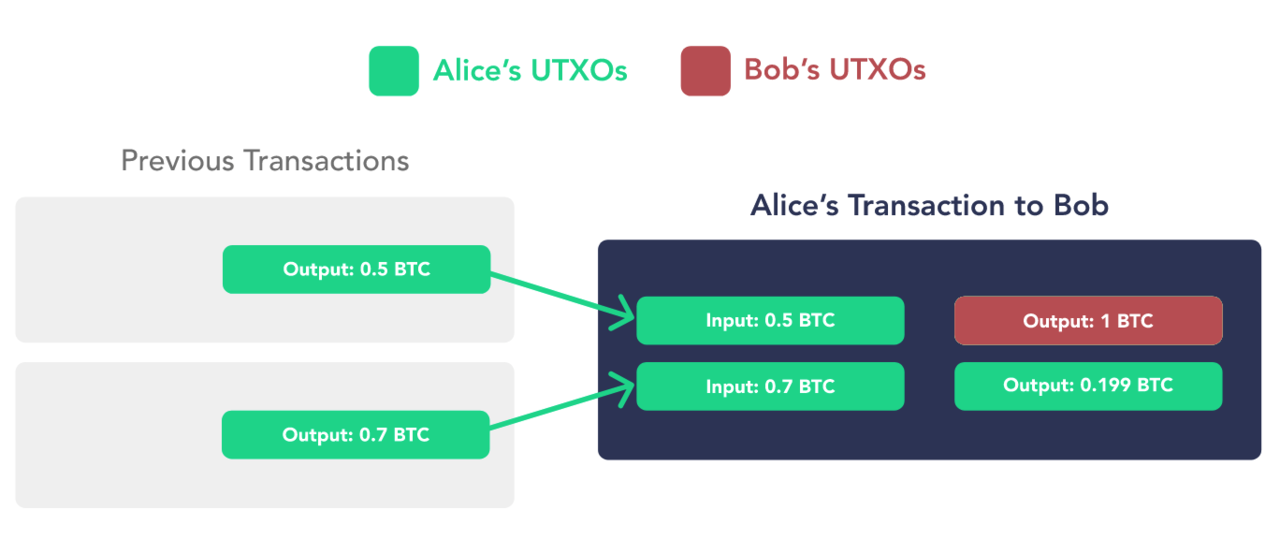 Alice’s UTXOs
Bob’s UTXOs
Previous Transactions
Output: 0.5 BTC
Output: 0.7 BTC
Alice’s Transaction to Bob
Input: 0.5 BTC
Output: 1 BTC
Input: 0.7 BTC
Output: 0.199 BTC